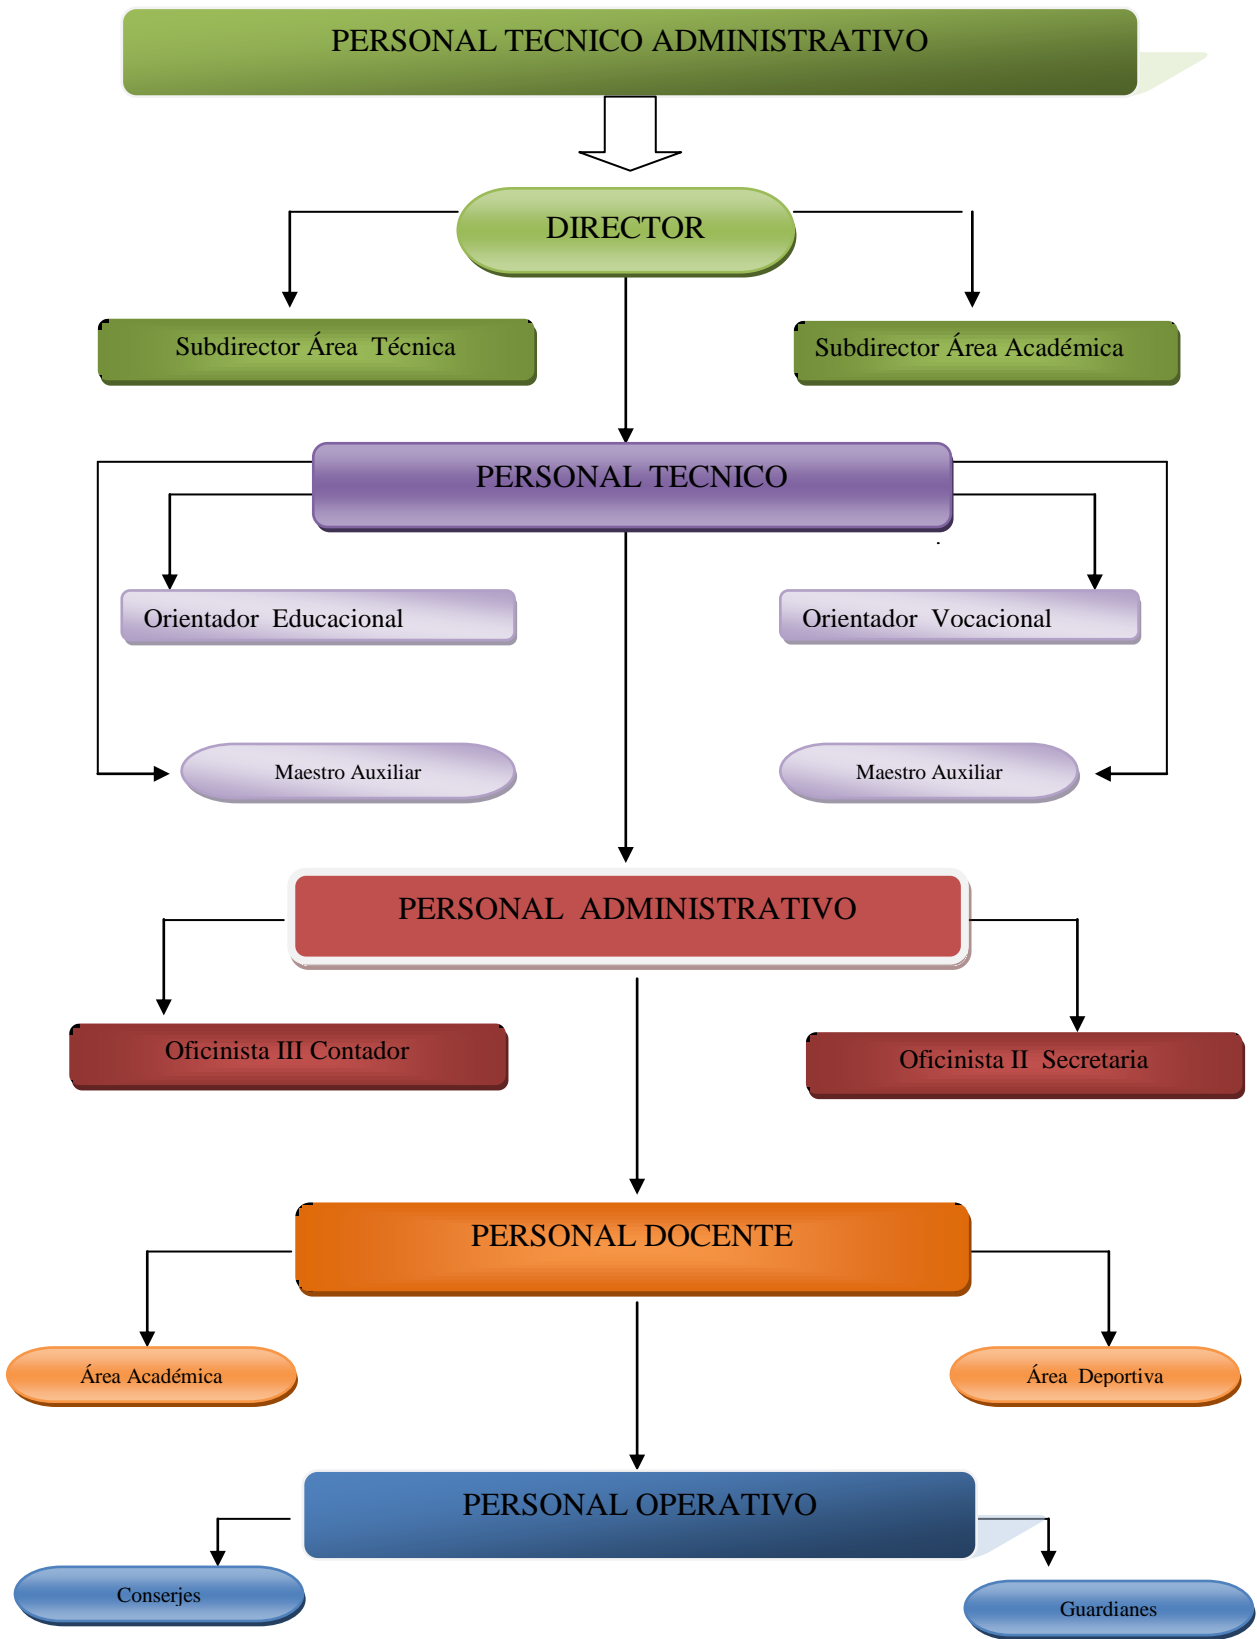 PERSONAL TECNICO ADMINISTRATIVO
DIRECTOR
Subdirector Área Técnica
Subdirector Área Académica
PERSONAL TECNICO
Orientador Educacional
Orientador Vocacional
Maestro Auxiliar
Maestro Auxiliar
PERSONAL ADMINISTRATIVO
Oficinista III Contador
Oficinista II Secretaria
PERSONAL DOCENTE
Área Académica
Área Deportiva
PERSONAL OPERATIVO
Conserjes
Guardianes